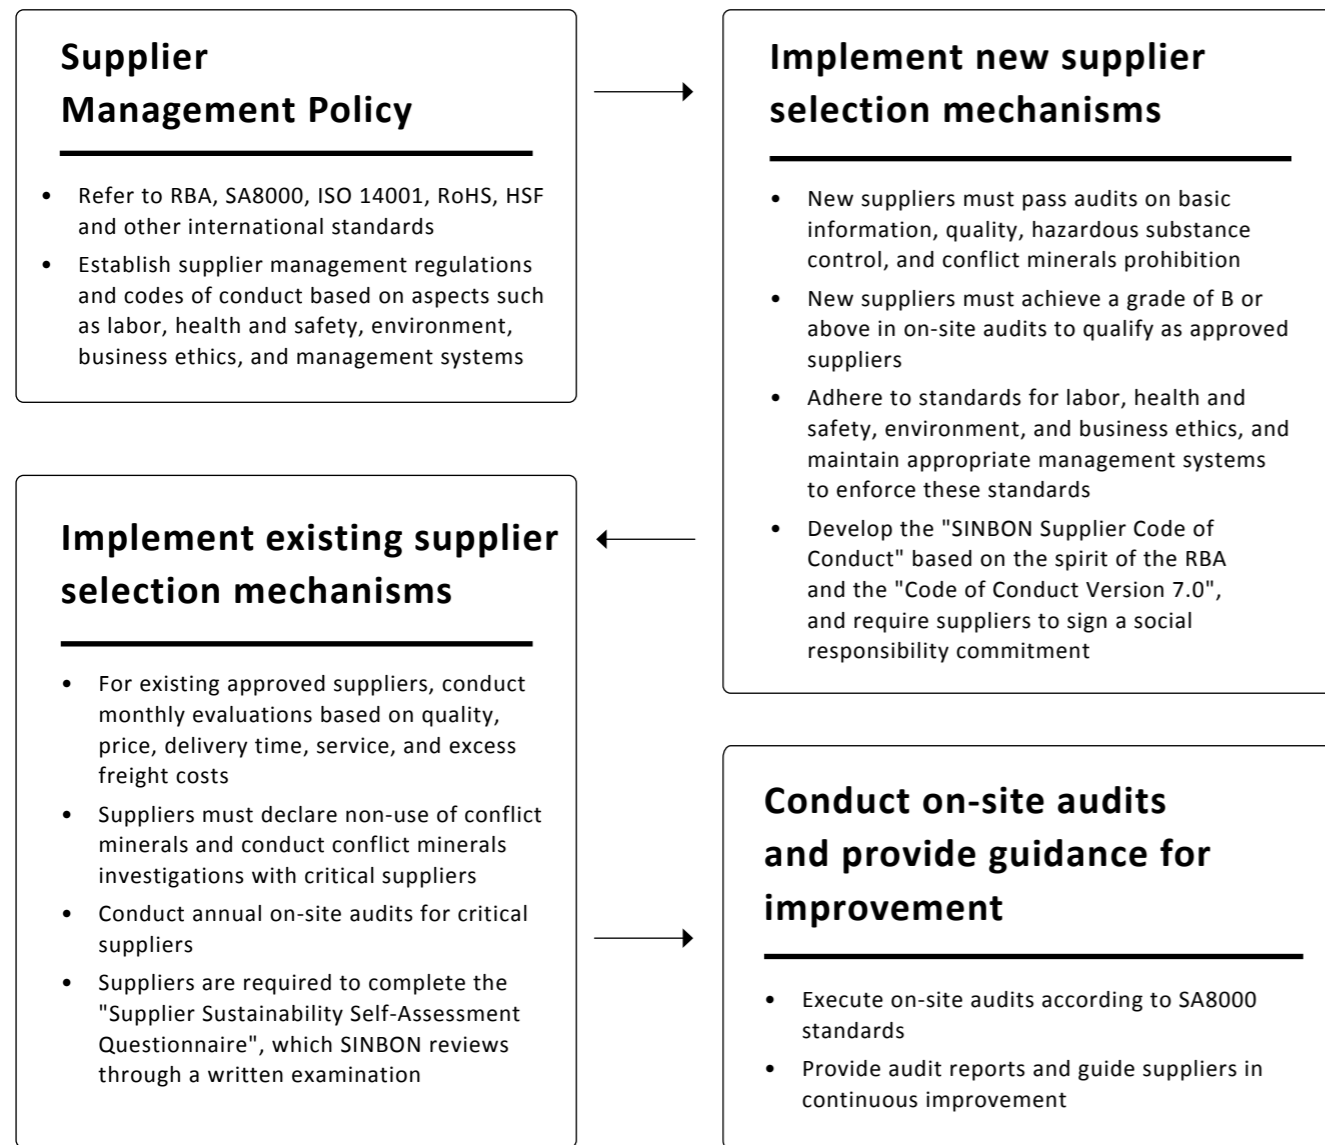 Supplier
Management Policy
• Refer to RBA, SA8000, ISO 14001, RoHS, HSF
and other international standards
• Establish supplier management regulations
and codes of conduct based on aspects such
as labor, health and safety, environment,
business ethics, and management systems
Implement new supplier
selection mechanisms
• New suppliers must pass audits on basic
information, quality, hazardous substance
control, and conflict minerals prohibition
• New suppliers must achieve a grade of B or
above in on-site audits to qualify as approved
suppliers
• Adhere to standards for labor, health and
safety, environment, and business ethics, and
maintain appropriate management systems
to enforce these standards
• Develop the "SINBON Supplier Code of
Conduct" based on the spirit of the RBA
and the "Code of Conduct Version 7.0",
and require suppliers to sign a social
responsibility commitment
Implement existing supplier
selection mechanisms
• For existing approved suppliers, conduct
monthly evaluations based on quality,
price, delivery time, service, and excess
freight costs
• Suppliers must declare non-use of conflict
minerals and conduct conflict minerals
investigations with critical suppliers
• Conduct annual on-site audits for critical
suppliers
• Suppliers are required to complete the
"Supplier Sustainability Self-Assessment
Questionnaire", which SINBON reviews
through a written examination
Conduct on-site audits
and provide guidance for
improvement
• Execute on-site audits according to SA8000
standards
• Provide audit reports and guide suppliers in
continuous improvement